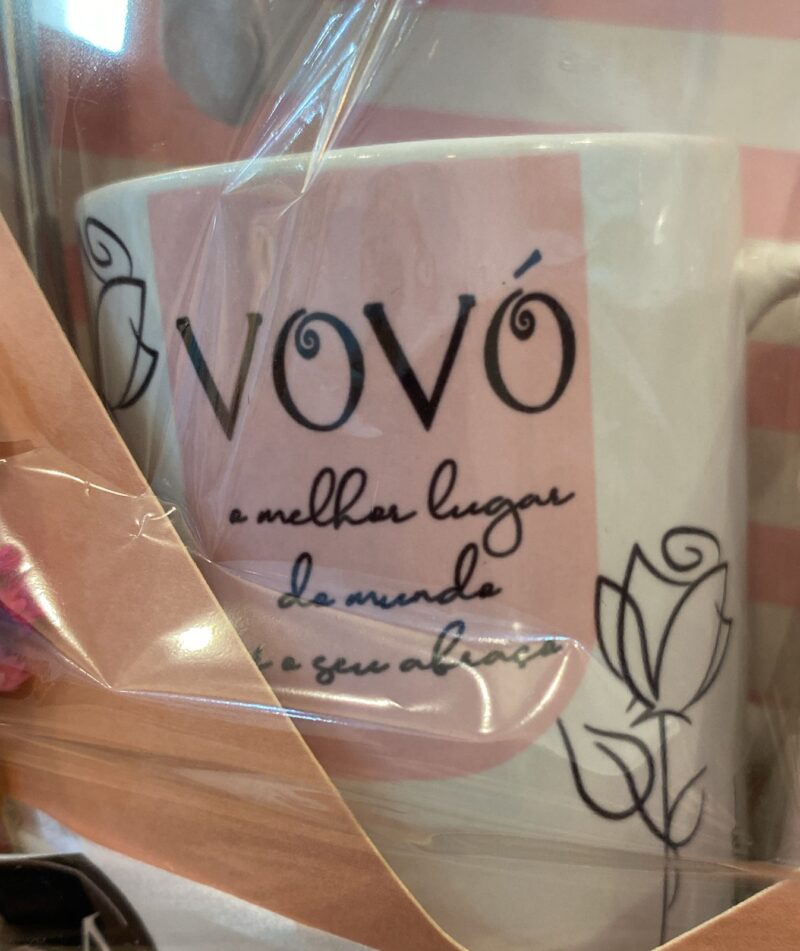 VOVÓ
o melhor lugar
do mundo
é o seu abraço